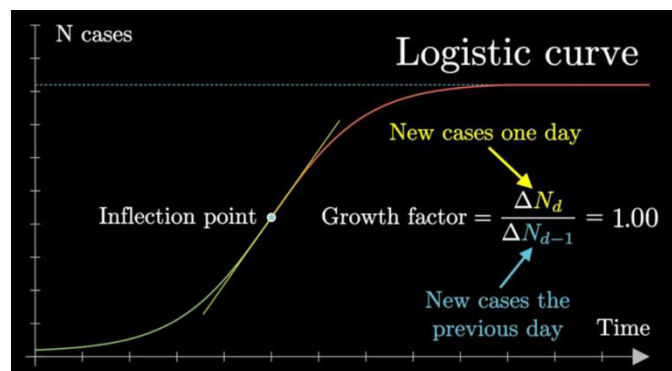 N cases
Logistic curve
New cases one day
Inflection point
Growth factor = ΔN_d / ΔN_{d−1} = 1.00
New cases the
previous day
Time